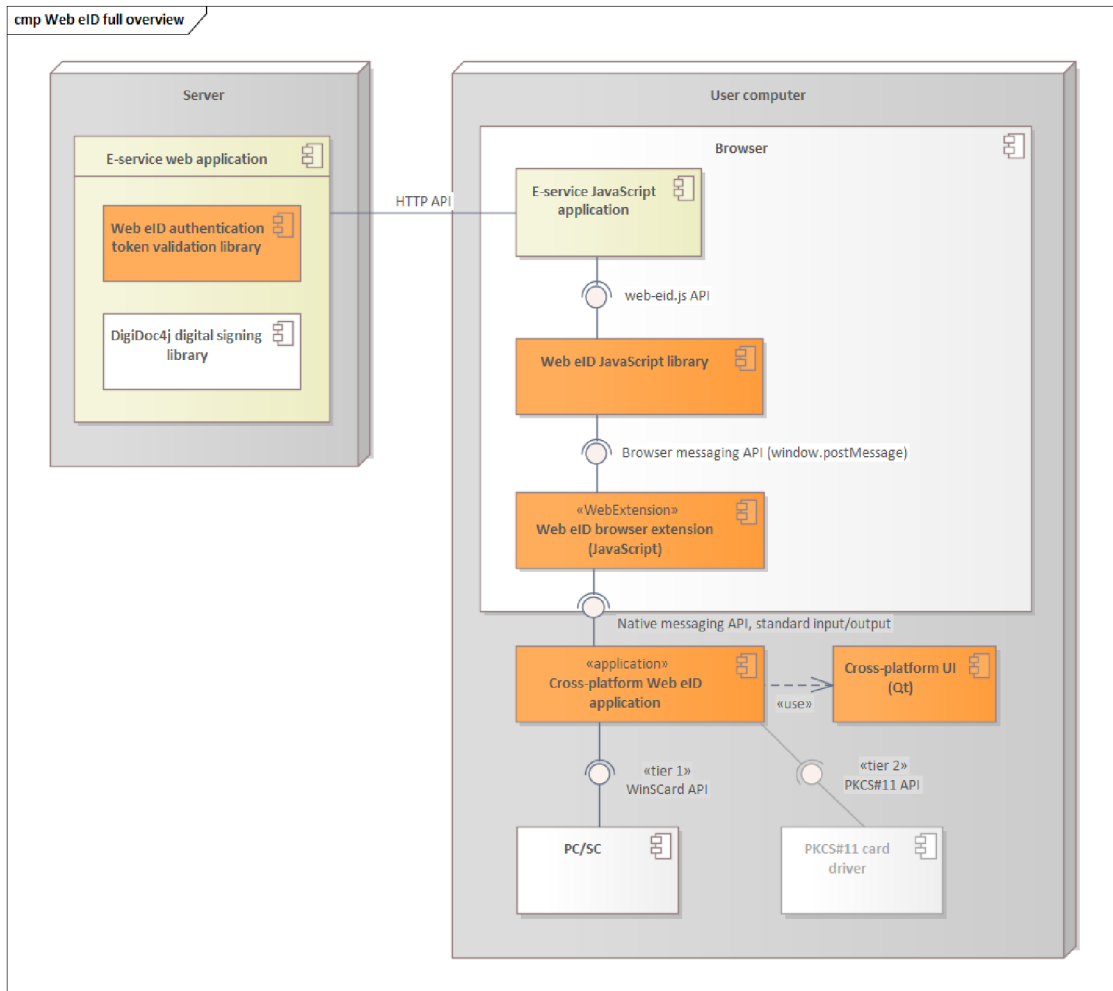 cmp Web eID full overview
Server
E-service web application
Web eID authentication
token validation library
DigiDoc4j digital signing
library
HTTP API
User computer
Browser
E-service JavaScript
application
web-eid.js API
Web eID JavaScript library
Browser messaging API (window.postMessage)
«WebExtension»
Web eID browser extension
(JavaScript)
Native messaging API, standard input/output
«application»
Cross-platform Web eID
application
«use»
Cross-platform UI
(Qt)
«tier 1»
WinSCard API
«tier 2»
PKCS#11 API
PC/SC
PKCS#11 card
driver